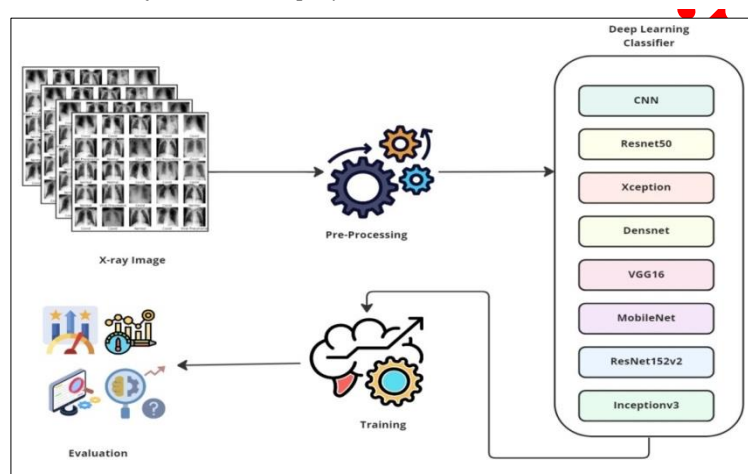 Deep Learning
Classifier
CNN
Resnet50
Xception
Densnet
VGG16
MobileNet
ResNet152v2
Inceptionv3
Pre-Processing
X-ray Image
Training
Evaluation